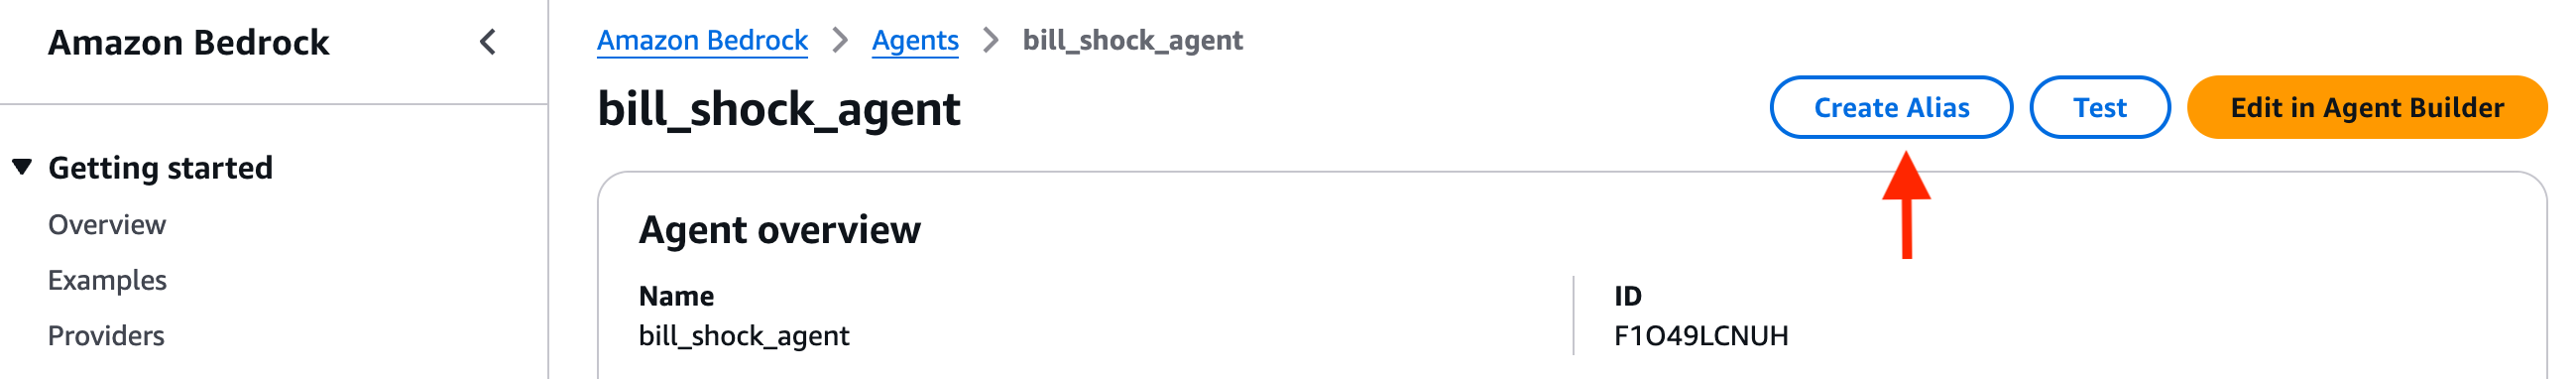 Amazon Bedrock
Getting started
Overview
Examples
Providers
Amazon Bedrock > Agents > bill_shock_agent
bill_shock_agent
Create Alias
Test
Edit in Agent Builder
Agent overview
Name
bill_shock_agent
ID
F1O49LCNUH